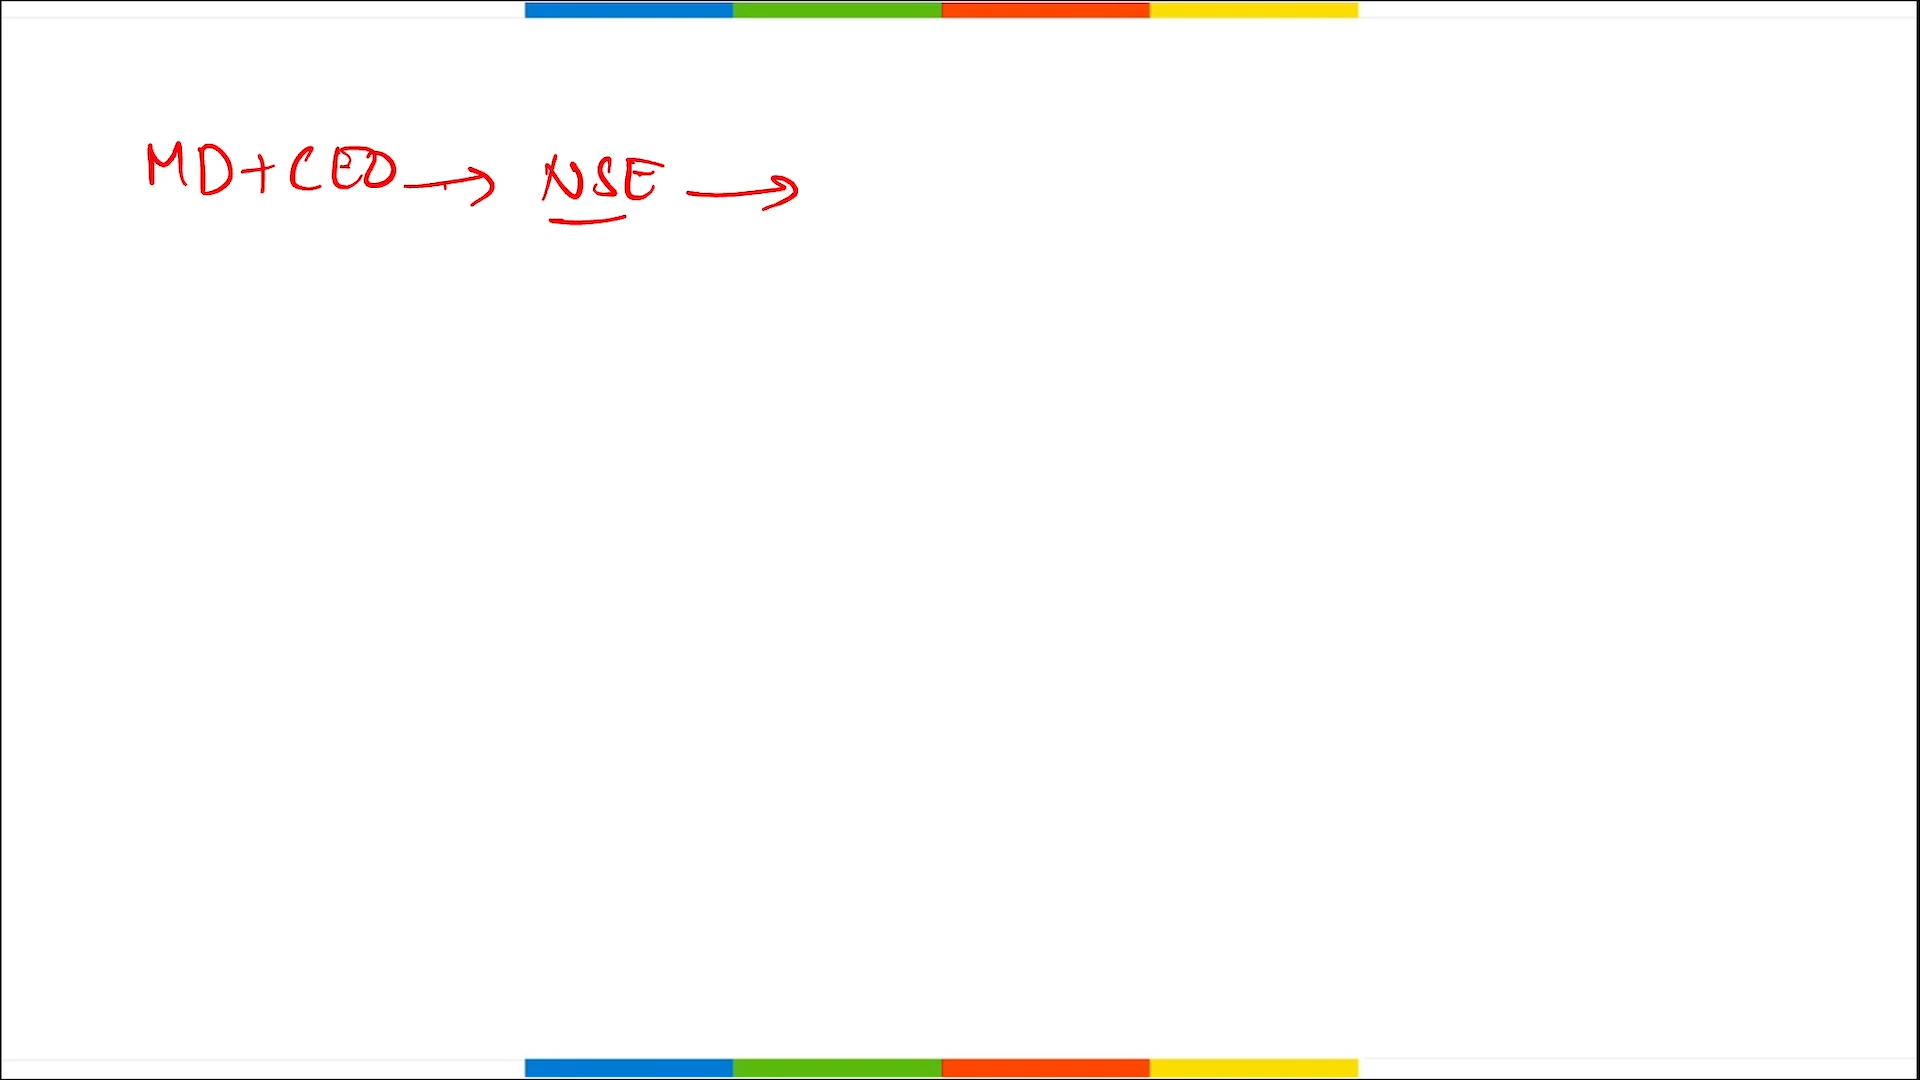 MD+CEO → NSE →